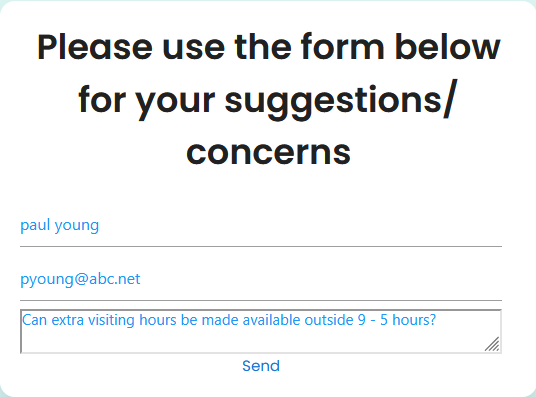 Please use the form below
for your suggestions/
concerns
paul young
pyoung@abc.net
Can extra visiting hours be made available outside 9 - 5 hours?
Send